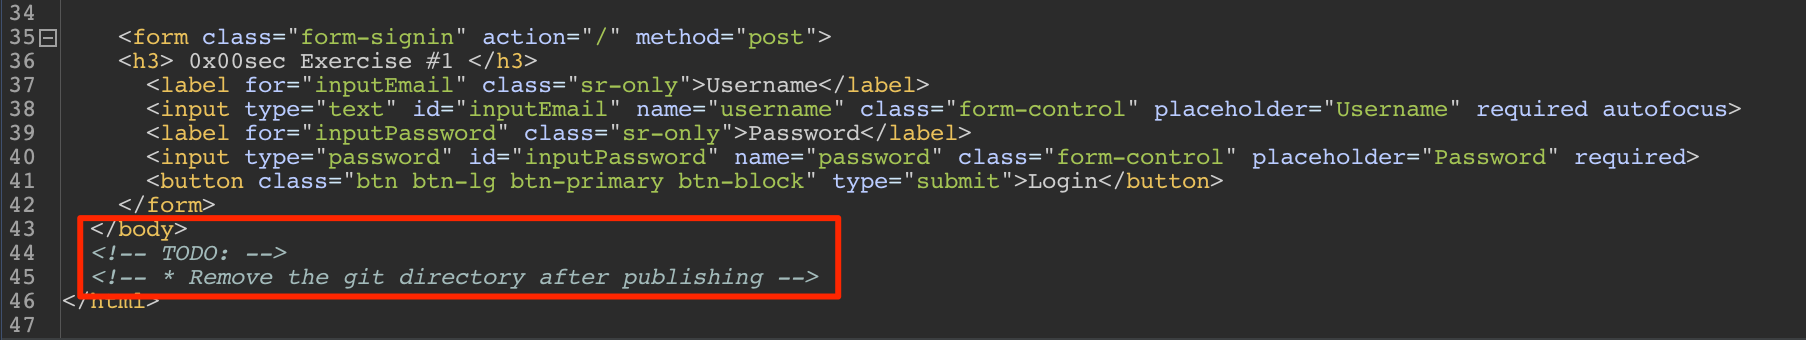 34
35 <form class="form-signin" action="/" method="post">
36 <h3> 0x00sec Exercise #1 </h3>
37 <label for="inputEmail" class="sr-only">Username</label>
38 <input type="text" id="inputEmail" name="username" class="form-control" placeholder="Username" required autofocus>
39 <label for="inputPassword" class="sr-only">Password</label>
40 <input type="password" id="inputPassword" name="password" class="form-control" placeholder="Password" required>
41 <button class="btn btn-lg btn-primary btn-block" type="submit">Login</button>
42 </form>
43 </body>
44 <!-- TODO: -->
45 <!-- * Remove the git directory after publishing -->
46 </html>
47